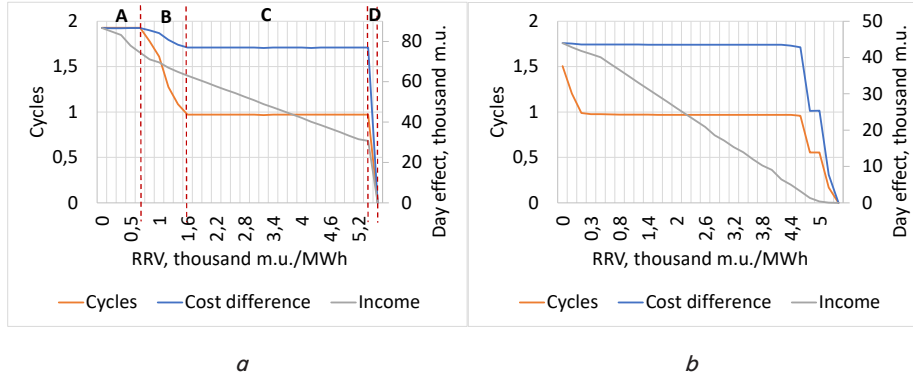 A B C D
2
1,5
1
0,5
0
80
60
40
20
0
Cycles
Day effect, thousand m.u.
0 0,5 1 1,6 2,2 2,8 3,4 4 4,6 5,2
RRV, thousand m.u./MWh
Cycles Cost difference Income
a
2
1,5
1
0,5
0
50
40
30
20
10
0
Cycles
Day effect, thousand m.u.
0 0,3 0,8 1,4 2 2,6 3,2 3,8 4,4 5
RRV, thousand m.u./MWh
Cycles Cost difference Income
b